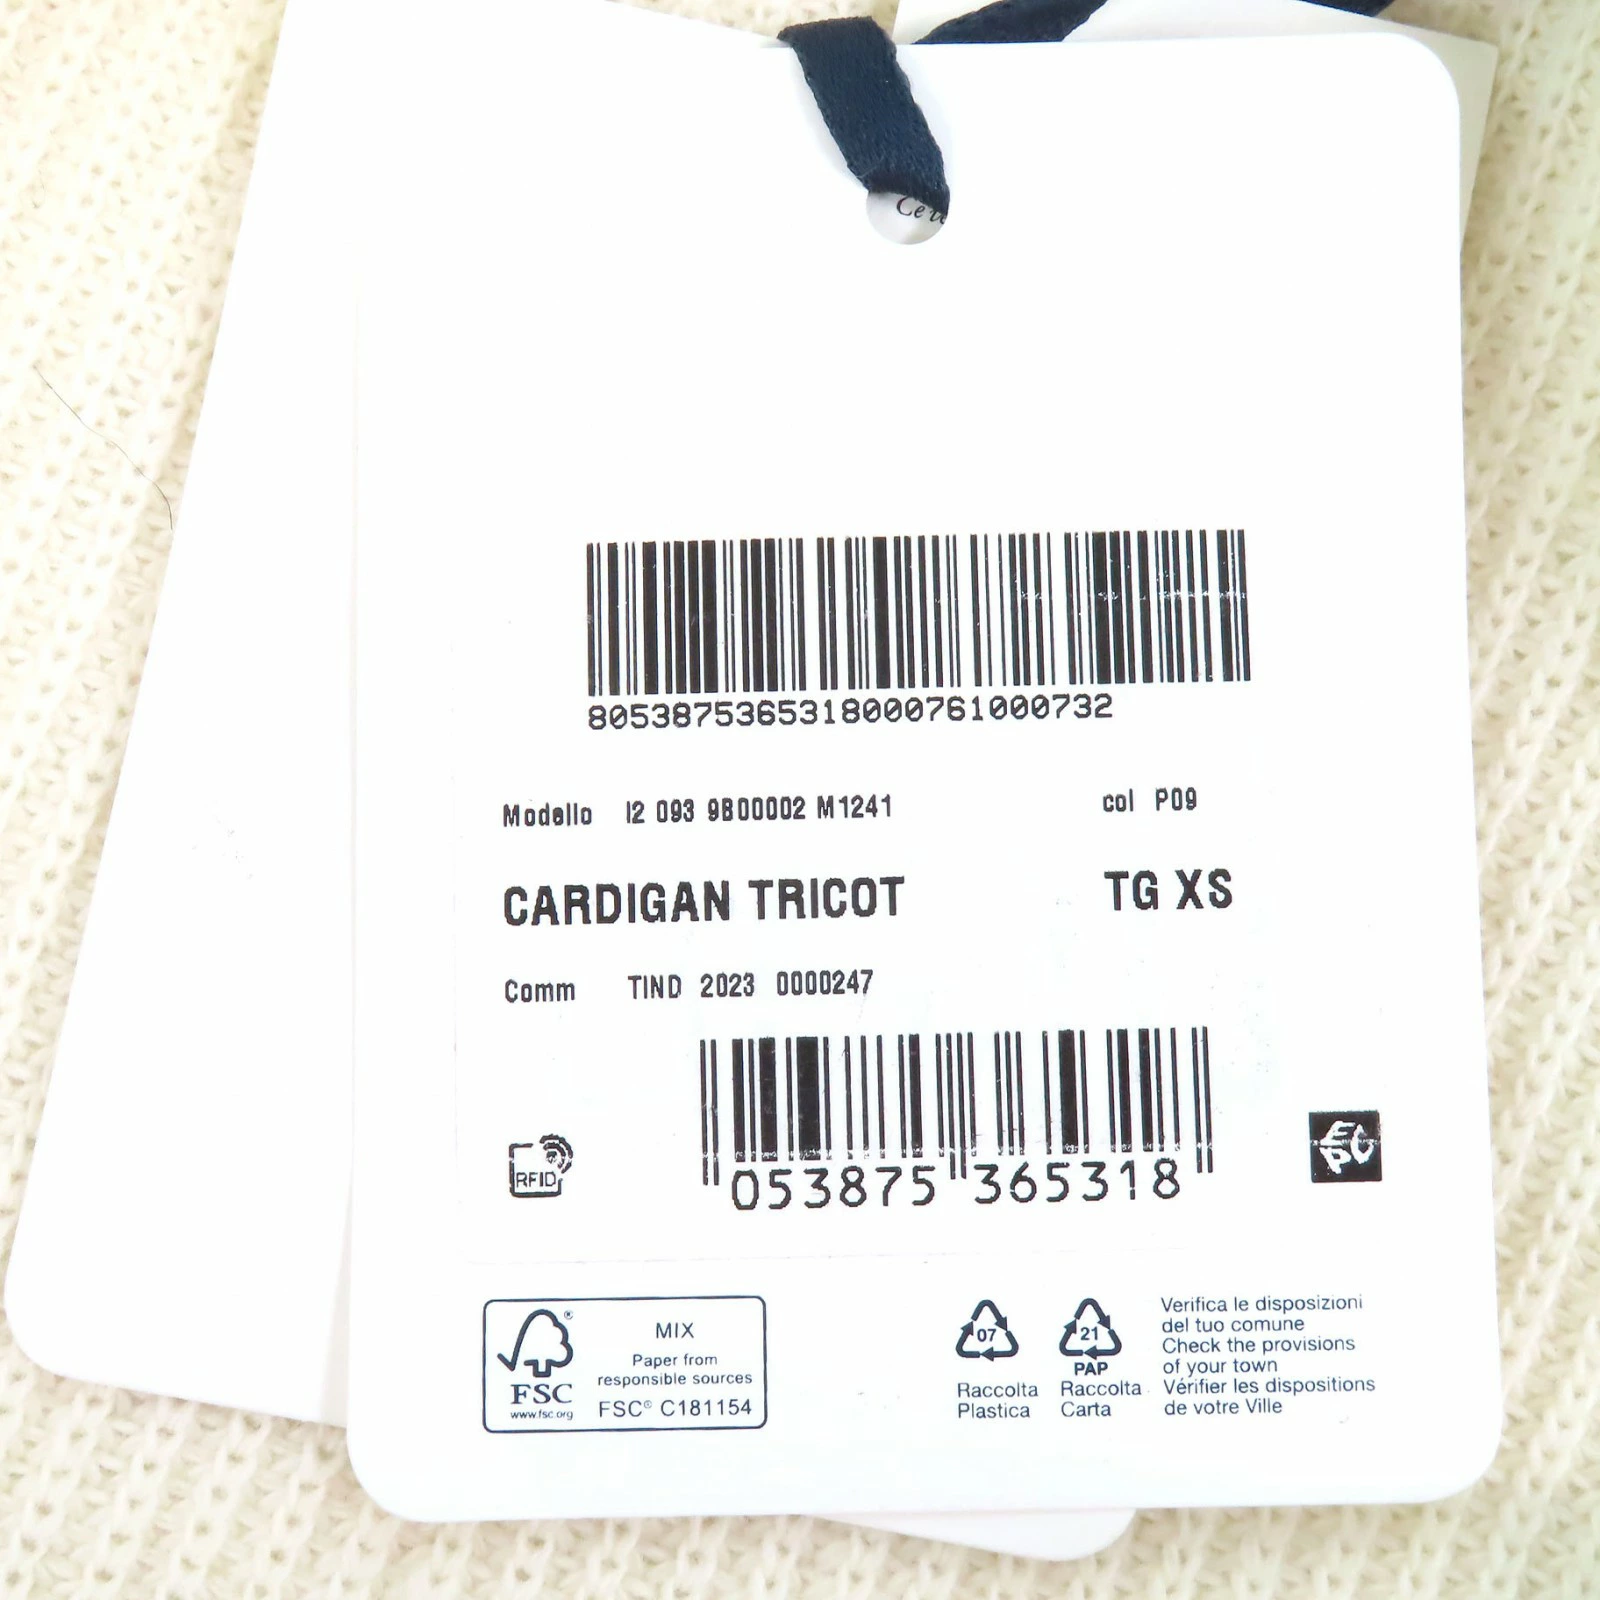 8053875365318000761000732
Modello I2 093 9B00002 M1241 col P09
CARDIGAN TRICOT TG XS
Comm TIND 2023 0000247
RFID
053875 365318
EC
PC
FSC®
www.fsc.org
MIX
Paper from
responsible sources
FSC® C181154
07
Raccolta
Plastica
21
PAP
Raccolta
Carta
Verifica le disposizioni
del tuo comune
Check the provisions
of your town
Vérifier les dispositions
de votre Ville